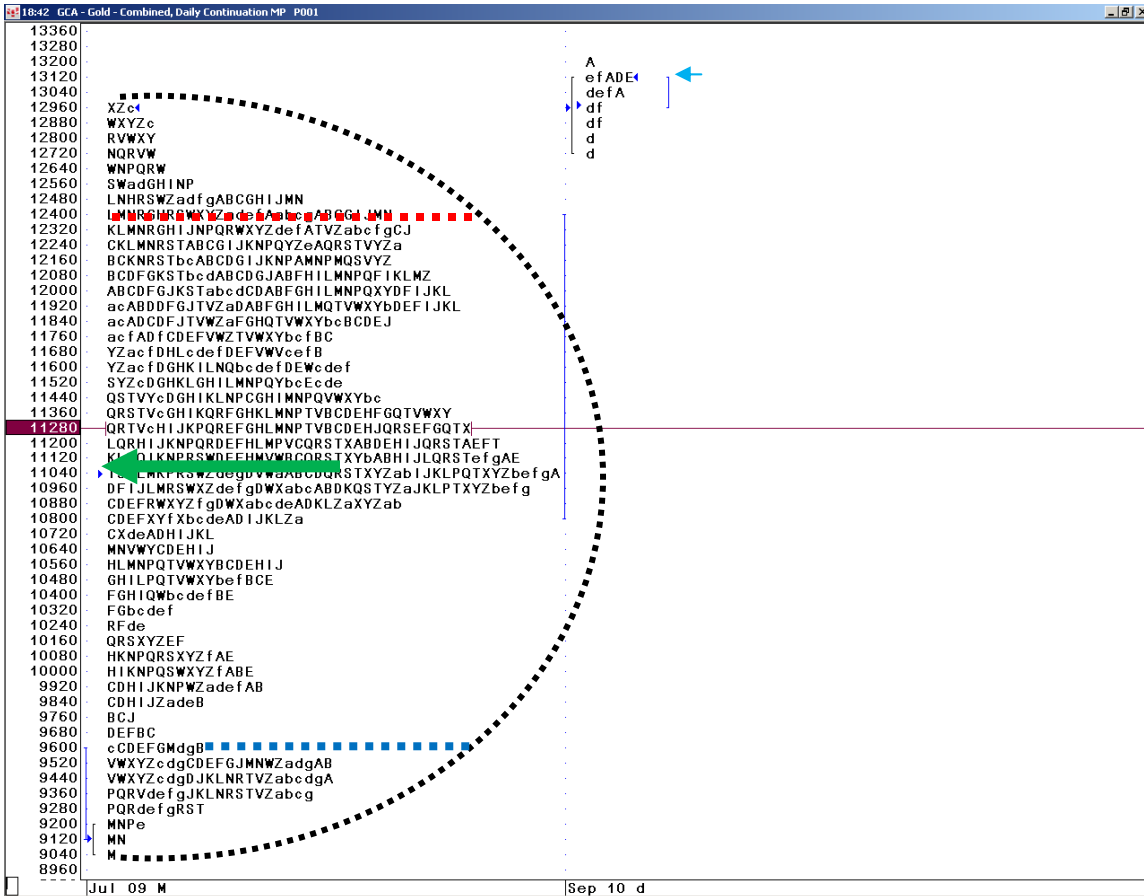 18:42 GCA - Gold - Combined, Daily Continuation MP P001
13360
13280
13200 A
13120 efADE
13040 defA
12960 XZc df
12880 WXYZc df
12800 RVWXY d
12720 NQRVW d
12640 WNPQRW
12560 SWadGHINP
12480 LNHRSWZadfgABCGHIJMN
12400
12320 KLMNRGHIJNPQRWXYZdefATVZabcfgCJ
12240 CKLMNRSTABCGIJKNPQYZeAQRSTVYZa
12160 BCKNRSTbcABCDGIJKNPAMNPMQSVYZ
12080 BCDFGKSTbcdABCDGJABFHILMNPQFIKLMZ
12000 ABCDFGJKSTabcdCDABFGHILMNPQXYDFIJKL
11920 acABDDFGJTVZaDABFGHILMQTVWXYbDEFIJKL
11840 acADCDFJTVWZaFGHQTVWXYbcBCDEJ
11760 acfADfCDEFVWZTVWXYbcfBC
11680 YZacfDHLcdefDEFVWVcefB
11600 YZacfDGHKILNQbcdefDEWcdef
11520 SYZcDGHKLGHILMNPQYbcEcde
11440 QSTVYcDGHIKLNPCGHIMNPQVWXYbc
11360 QRSTVcGHIKQRFGHKLMNPTVBCDEHFGQTVWXY
11280 QRTVcHIJKPQREFGHLMNPTVBCDEHJQRSEFGQTX
11200 LQRHIJKNPQRDEFHLMPVCQRSTXABDEHIJQRSTAEFT
11120
11040
10960 DFIJLMRSWXZdefgDWXabcABDKQSTYZaJKLPTXYZbefg
10880 CDEFRWXYZfgDWXabcdeADKLZaXYZab
10800 CDEFXYfXbcdeADIJKLZa
10720 CXdeADHIJKL
10640 MNVWYCDEHIJ
10560 HLMNPQTVWXYBCDEHIJ
10480 GHILPQTVWXYbefBCE
10400 FGHIQWbcdefBE
10320 FGbcdef
10240 RFde
10160 QRSXYZEF
10080 HKNPQRSXYZfAE
10000 HIKNPQSWXYZfABE
9920 CDHIJKNPWZadefAB
9840 CDHIJZadeB
9760 BCJ
9680 DEFBC
9600 cCDEFGMdgB
9520 VWXYZcdgCDEFGJMNWZadgAB
9440 VWXYZcdgDJKLNRTVZabcdgA
9360 PQRVdefgJKLNRSTVZabcg
9280 PQRdefgRST
9200 MNPe
9120 MN
9040 M
8960
Jul 09 M Sep 10 d